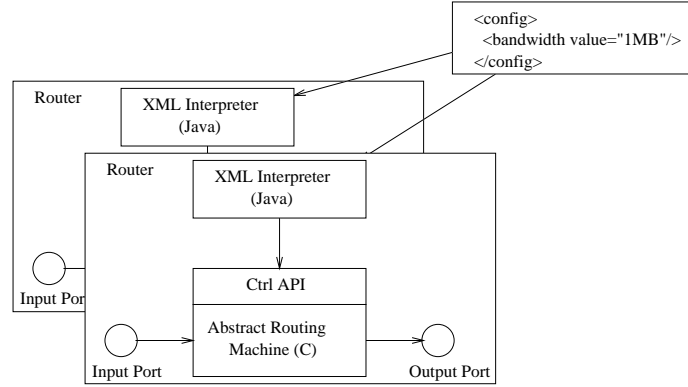 <config>
<bandwidth value="1MB"/>
</config>
Router
XML Interpreter
(Java)
Router
XML Interpreter
(Java)
Ctrl API
Input Por
Abstract Routing
Machine (C)
Input Port
Output Port